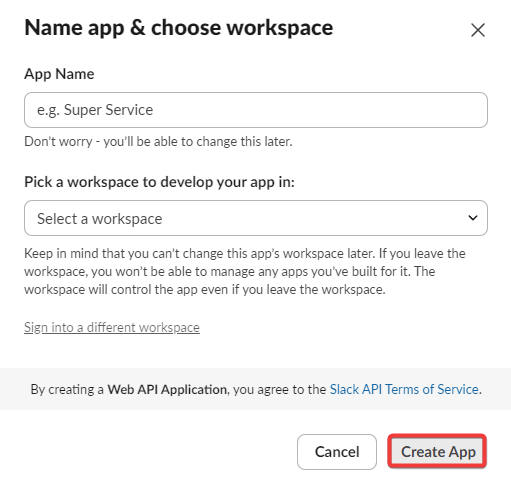 Name app & choose workspace
App Name
e.g. Super Service
Don't worry - you'll be able to change this later.
Pick a workspace to develop your app in:
Select a workspace
Keep in mind that you can't change this app's workspace later. If you leave the
workspace, you won't be able to manage any apps you've built for it. The
workspace will control the app even if you leave the workspace.
Sign into a different workspace
By creating a Web API Application, you agree to the Slack API Terms of Service.
Cancel
Create App